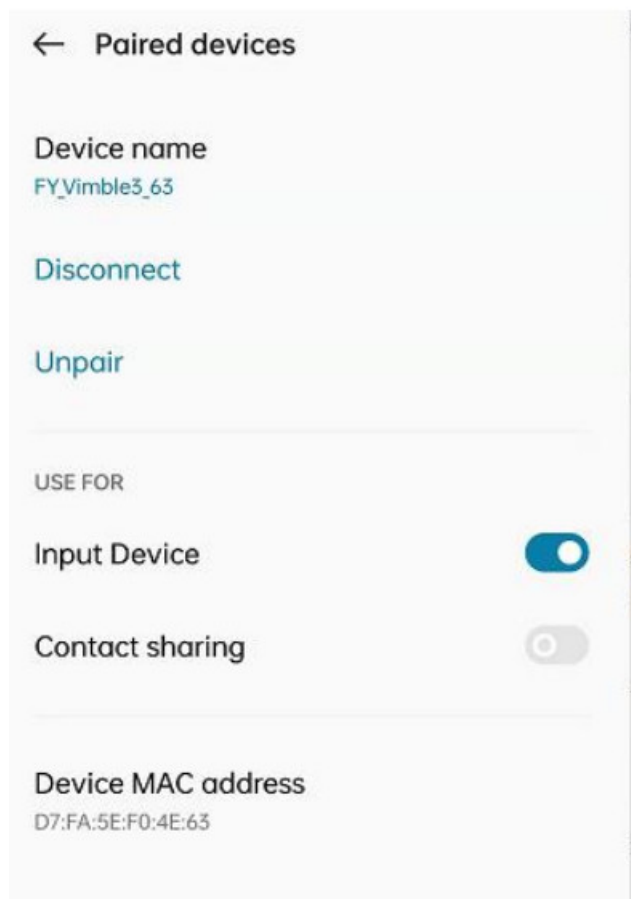 ← Paired devices
Device name
FY_Vimble3_63
Disconnect
Unpair
USE FOR
Input Device
Contact sharing
Device MAC address
D7:FA:5E:F0:4E:63